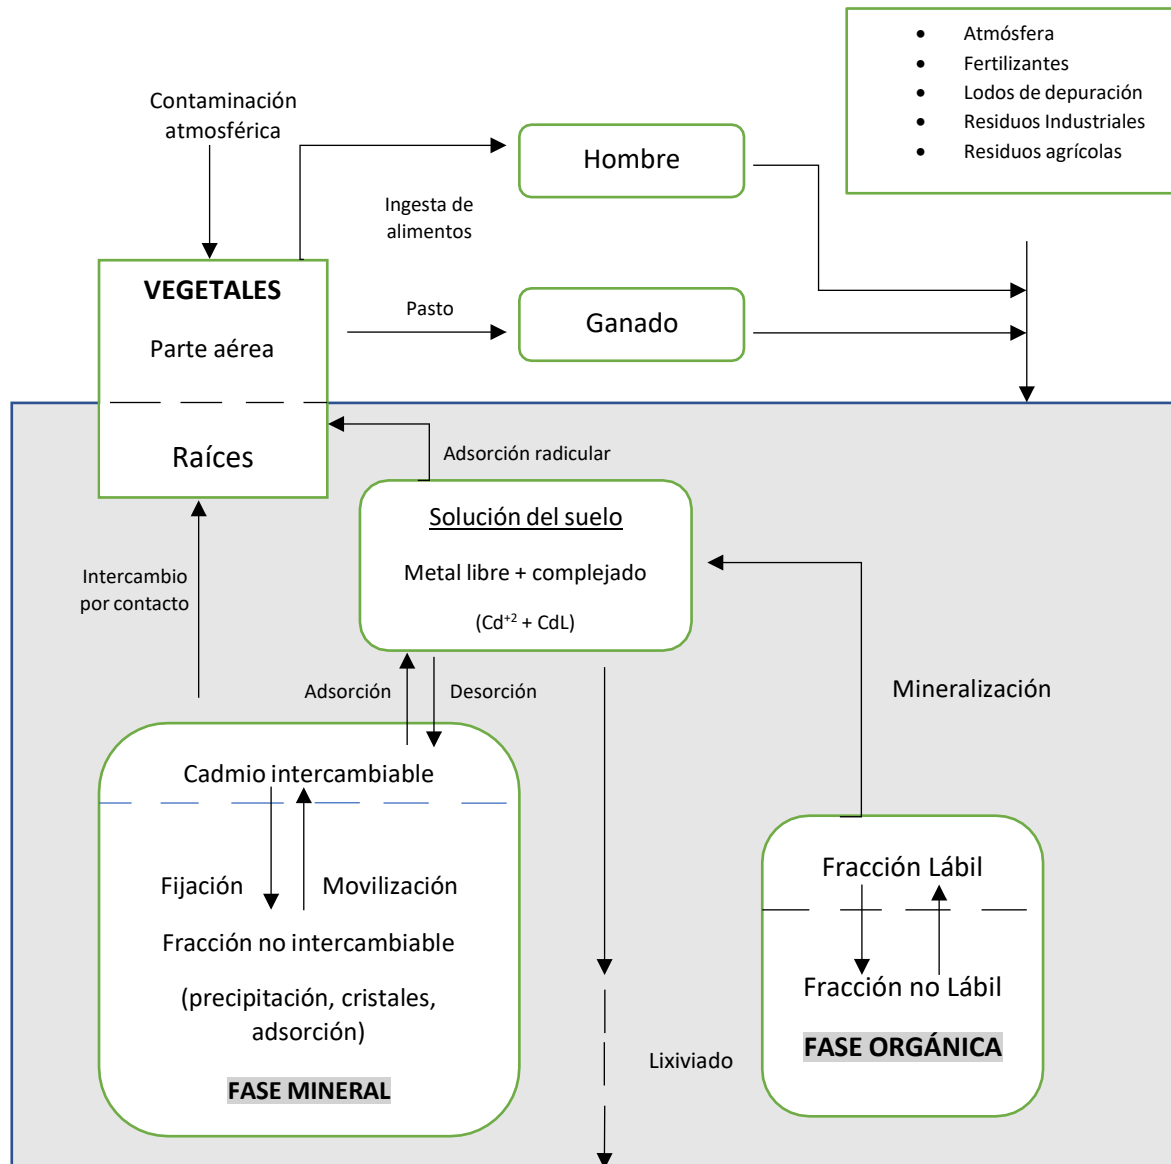 • Atmósfera
• Fertilizantes
• Lodos de depuración
• Residuos Industriales
• Residuos agrícolas
Contaminación
atmosférica
Hombre
Ingesta de
alimentos
VEGETALES
Parte aérea
Pasto
Ganado
Raíces
Adsorción radicular
Solución del suelo
Metal libre + complejado
(Cd⁺² + CdL)
Intercambio
por contacto
Adsorción
Desorción
Mineralización
Cadmio intercambiable
Fijación
Movilización
Fracción no intercambiable
(precipitación, cristales,
adsorción)
FASE MINERAL
Lixiviado
Fracción Lábil
Fracción no Lábil
FASE ORGÁNICA